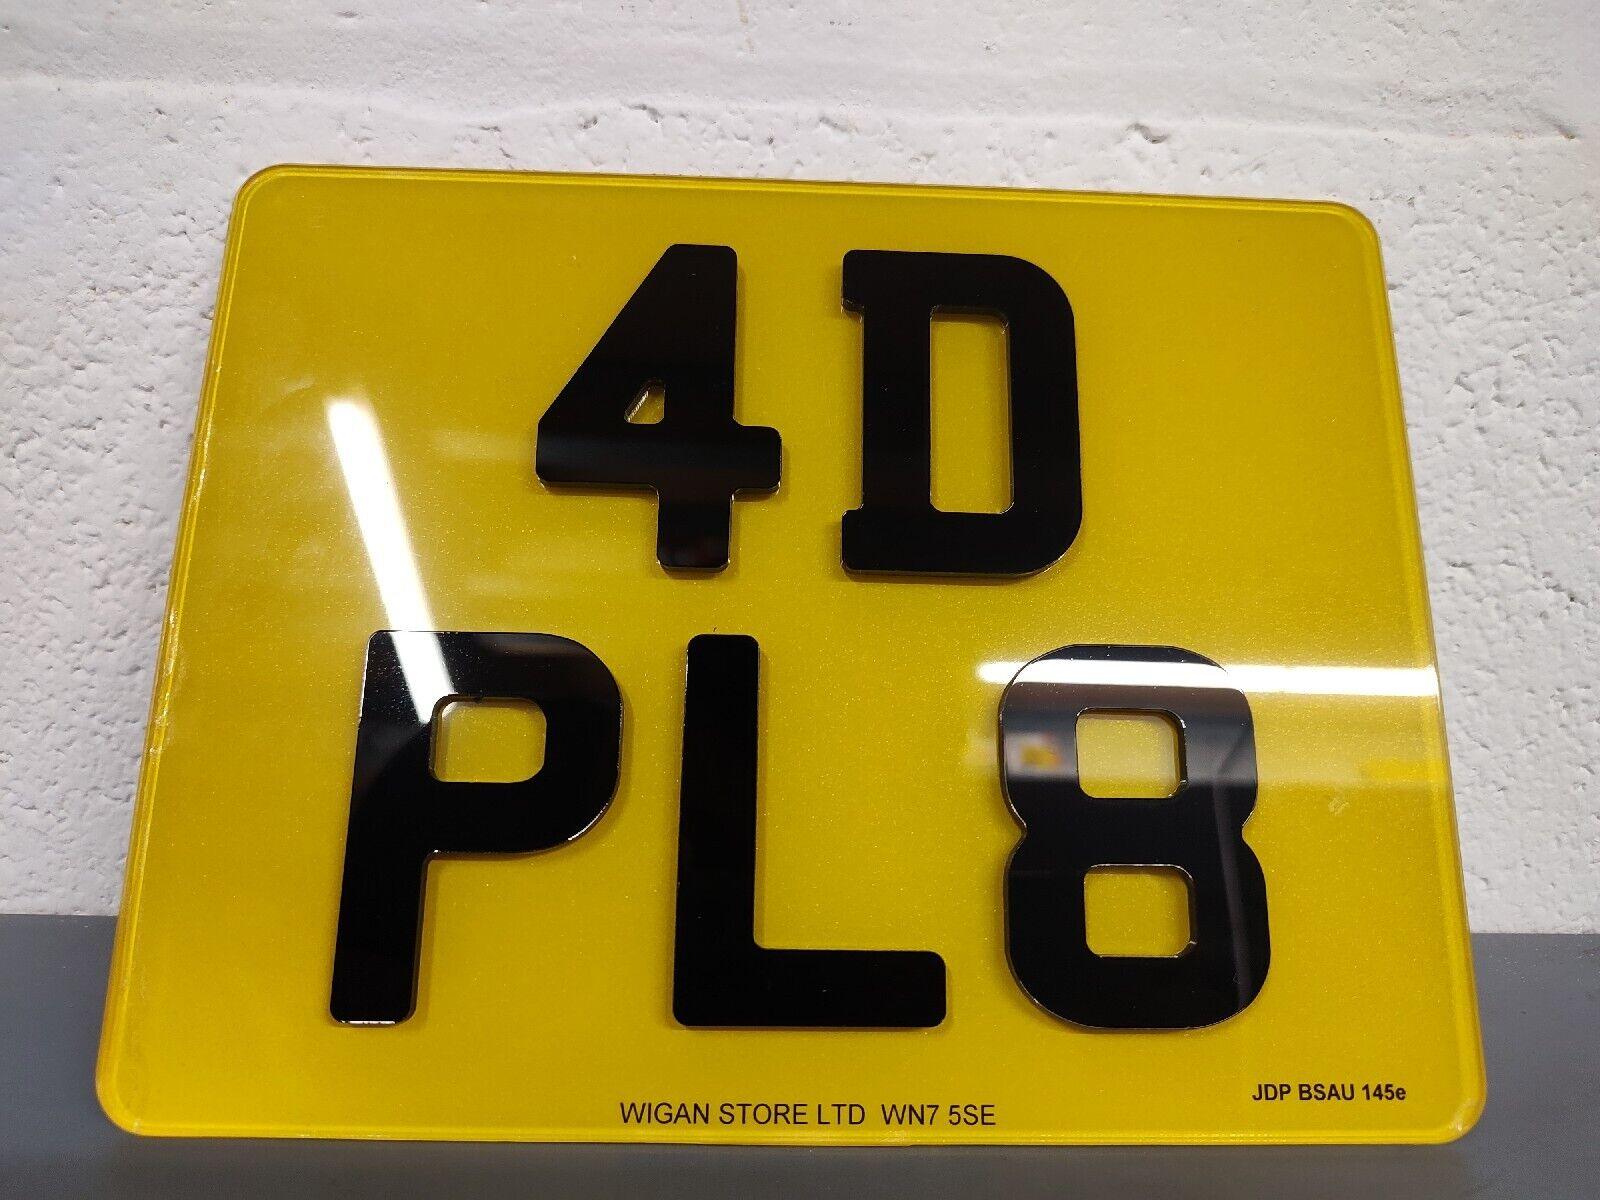 4D
PL8
JDP BSAU 145e
WIGAN STORE LTD WN7 5SE